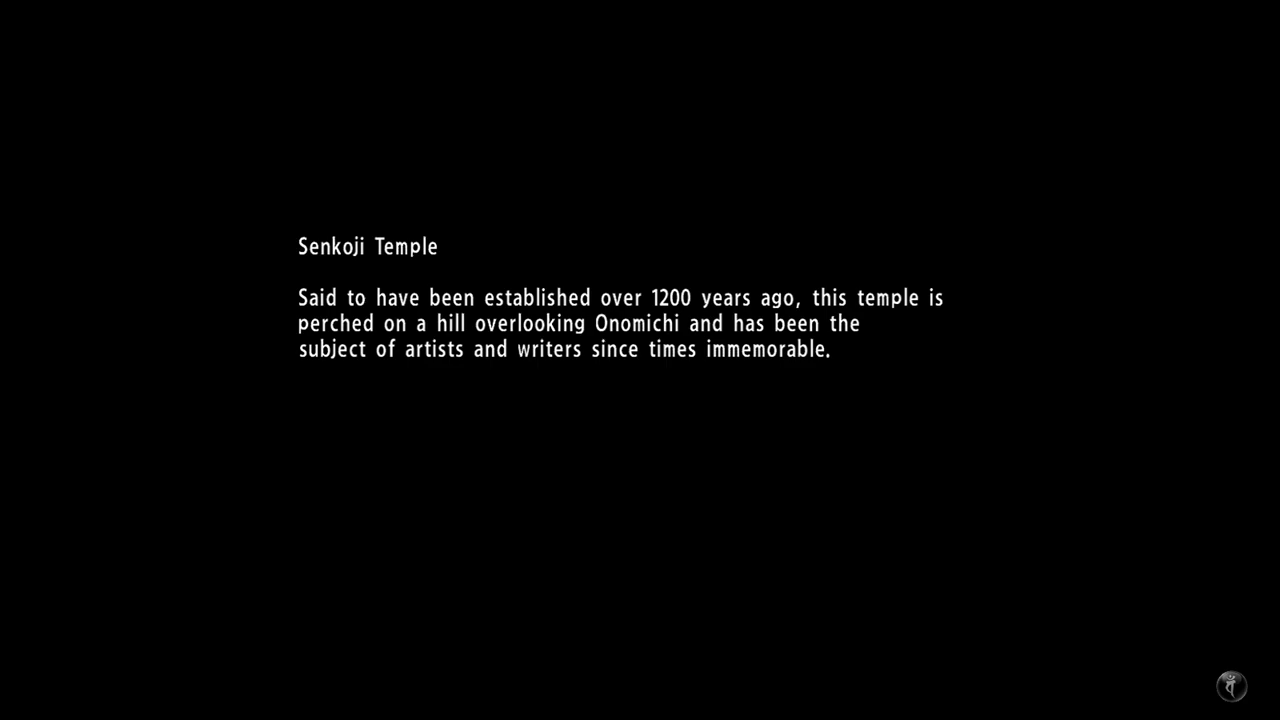 Senkoji Temple
Said to have been established over 1200 years ago, this temple is
perched on a hill overlooking Onomichi and has been the
subject of artists and writers since times immemorable.